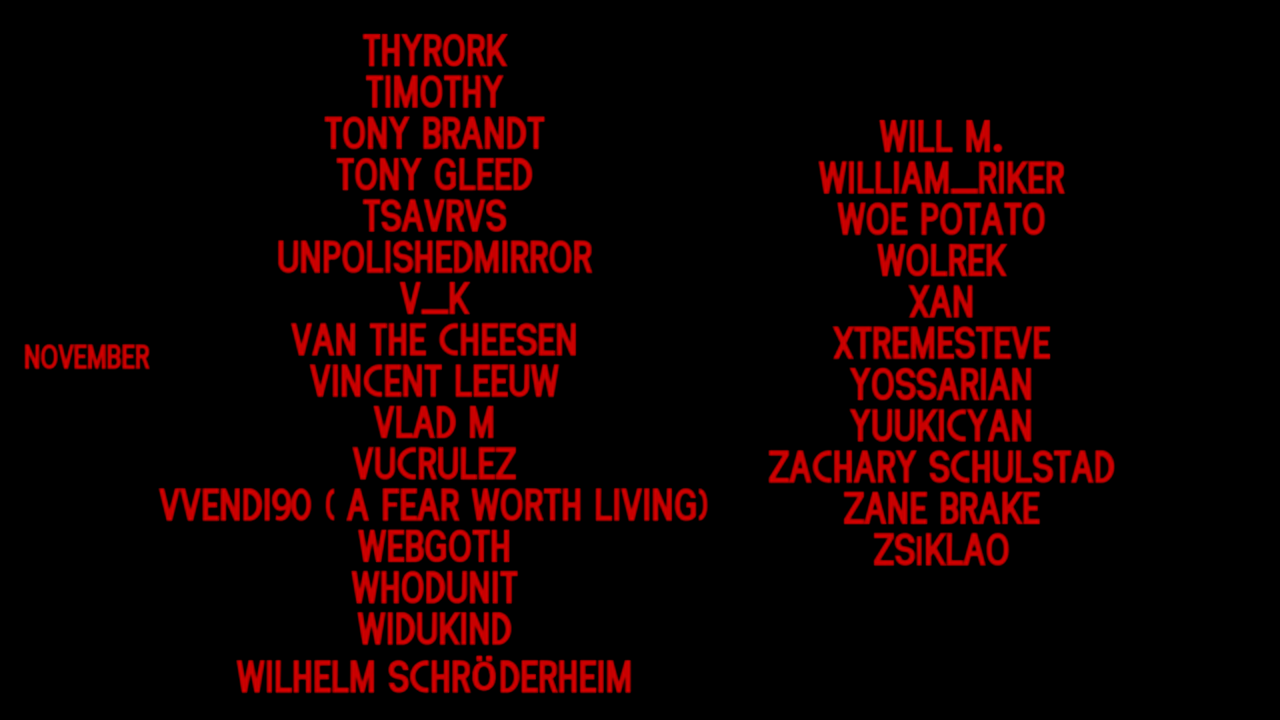 NOVEMBER
THYRORK
TIMOTHY
TONY BRANDT
TONY GLEED
TSAVRVS
UNPOLISHEDMIRROR
V_K
VAN THE CHEESEN
VINCENT LEEUW
VLAD M
VUCRULEZ
VVENDI90 ( A FEAR WORTH LIVING)
WEBGOTH
WHODUNIT
WIDUKIND
WILHELM SCHRÖDERHEIM
WILL M.
WILLIAM_RIKER
WOE POTATO
WOLREK
XAN
XTREMESTEVE
YOSSARIAN
YUUKICYAN
ZACHARY SCHULSTAD
ZANE BRAKE
ZSiKLAO